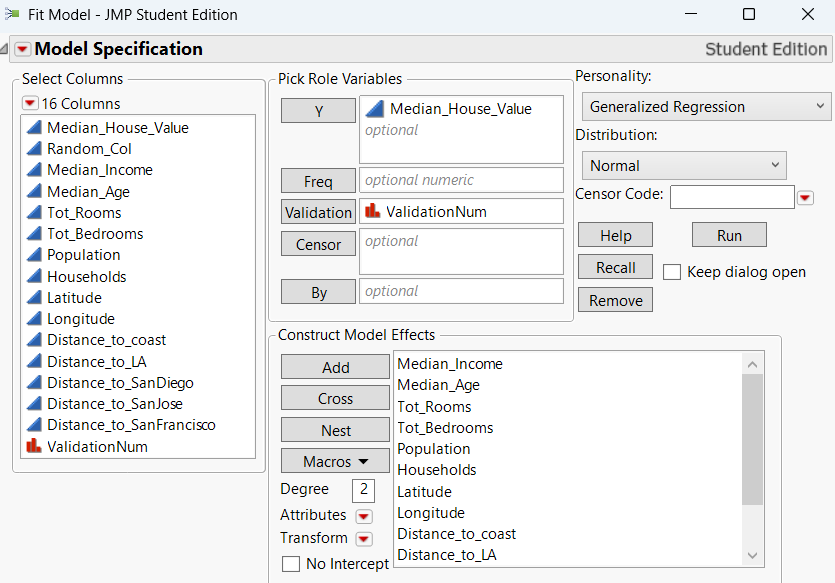 Fit Model - JMP Student Edition
Model Specification
Student Edition
Select Columns
16 Columns
Median_House_Value
Random_Col
Median_Income
Median_Age
Tot_Rooms
Tot_Bedrooms
Population
Households
Latitude
Longitude
Distance_to_coast
Distance_to_LA
Distance_to_SanDiego
Distance_to_SanJose
Distance_to_SanFrancisco
ValidationNum
Pick Role Variables
Y
Median_House_Value
optional
Freq
optional numeric
Validation
ValidationNum
Censor
optional
By
optional
Personality:
Generalized Regression
Distribution:
Normal
Censor Code:
Help
Run
Recall
Keep dialog open
Remove
Construct Model Effects
Add
Cross
Nest
Macros
Degree 2
Attributes
Transform
No Intercept
Median_Income
Median_Age
Tot_Rooms
Tot_Bedrooms
Population
Households
Latitude
Longitude
Distance_to_coast
Distance_to_LA